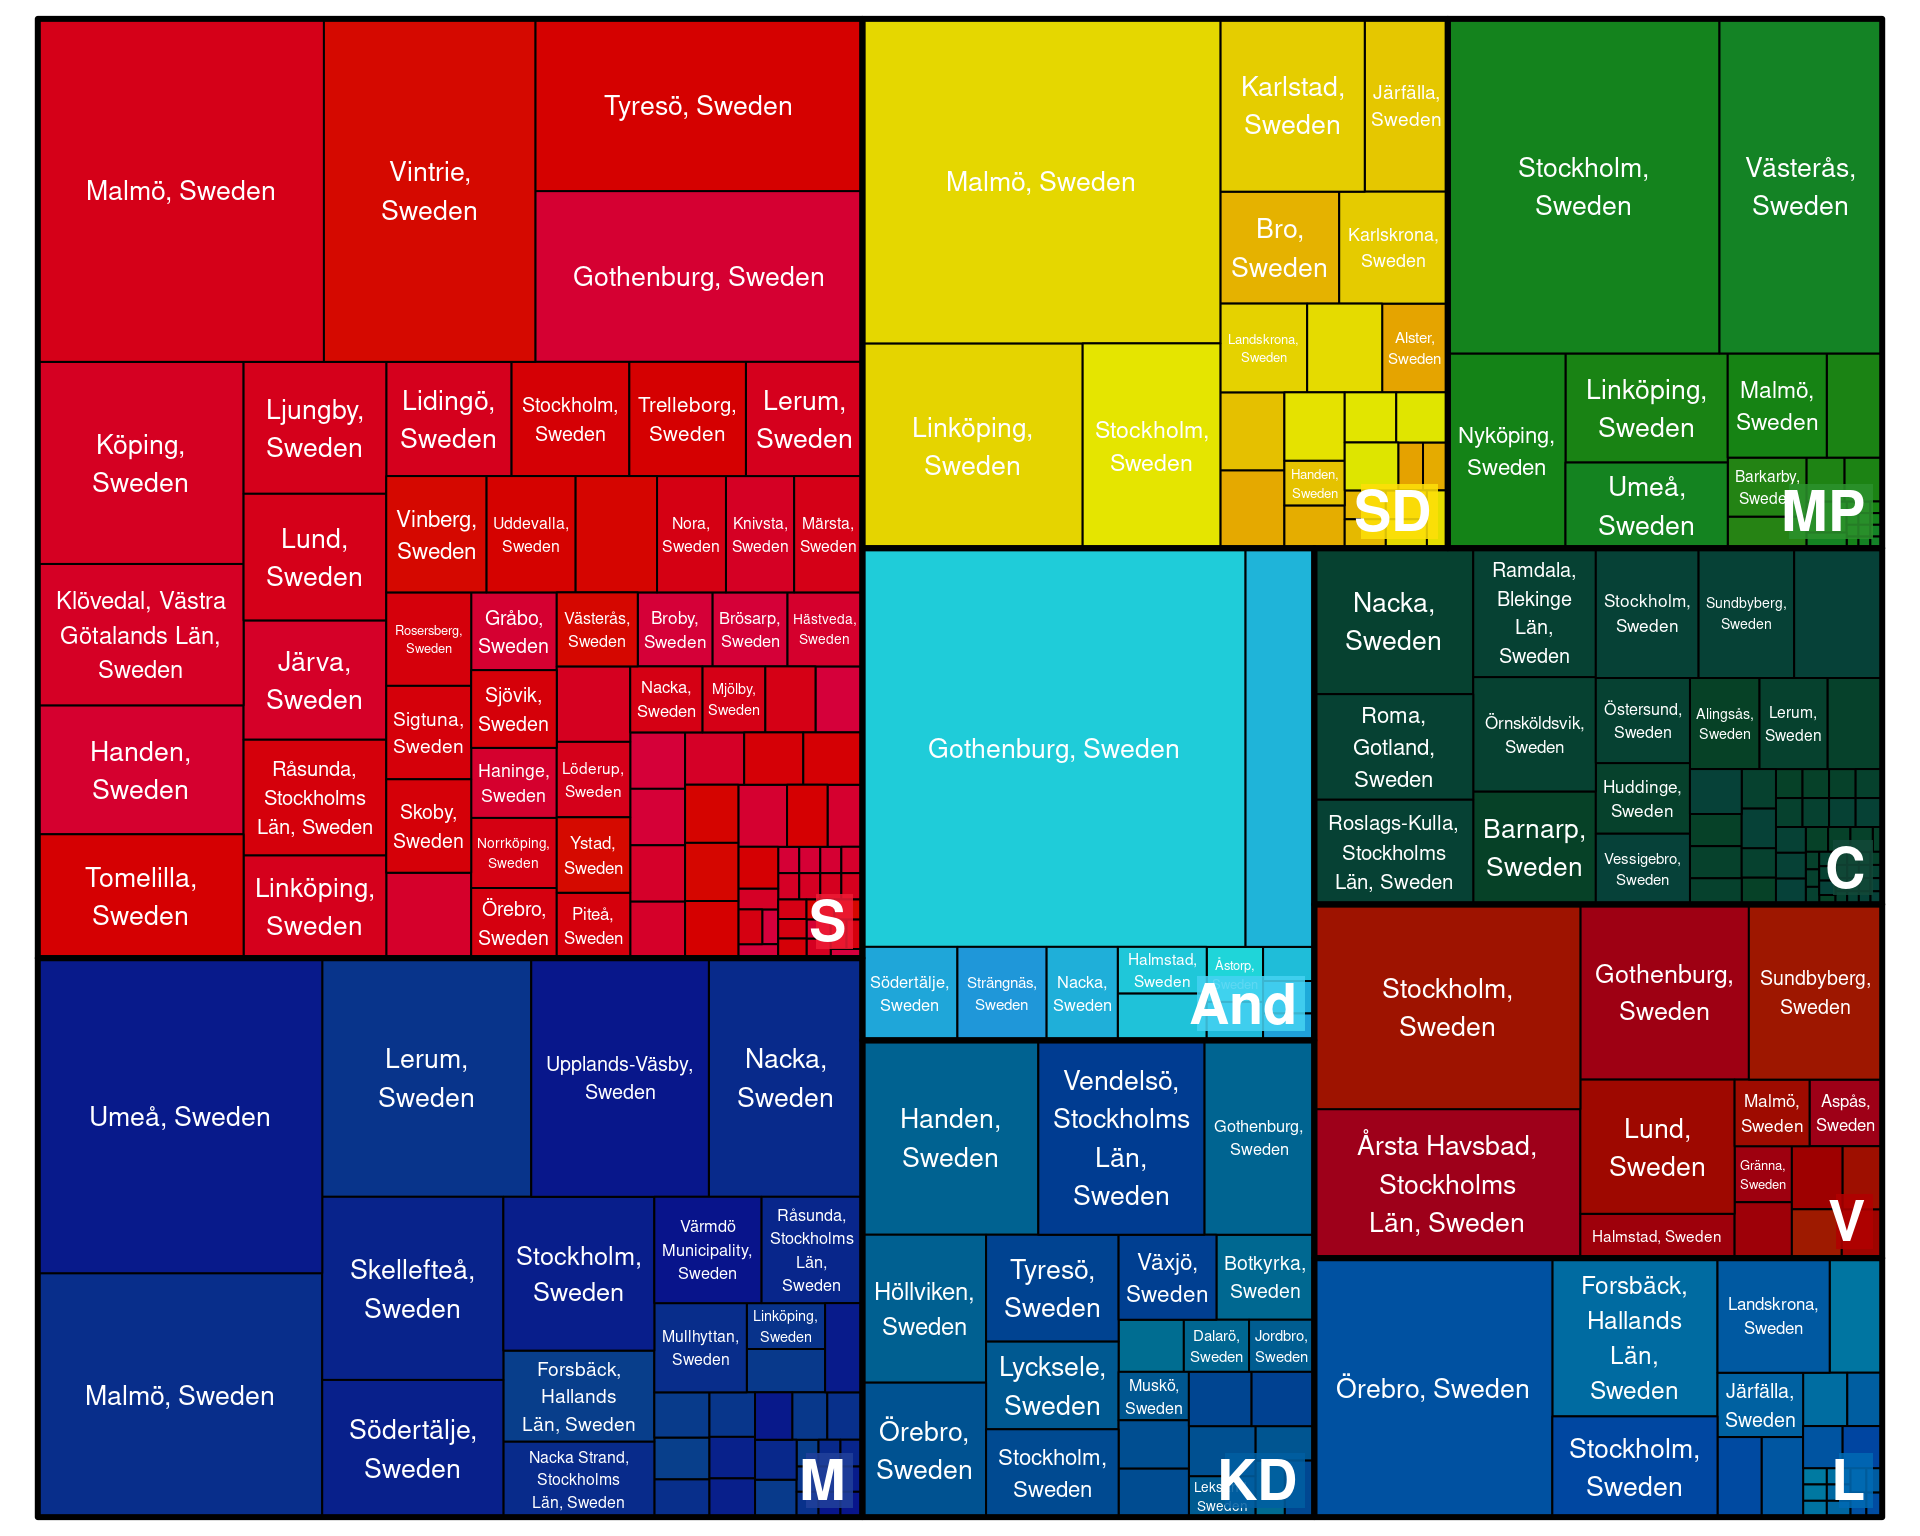 Malmö, Sweden
Vintrie,
Sweden
Tyresö, Sweden
Gothenburg, Sweden
Köping,
Sweden
Klövedal, Västra
Götalands Län,
Sweden
Handen,
Sweden
Tomelilla,
Sweden
Ljungby,
Sweden
Lund,
Sweden
Järva,
Sweden
Råsunda,
Stockholms
Län, Sweden
Linköping,
Sweden
Lidingö,
Sweden
Stockholm,
Sweden
Trelleborg,
Sweden
Lerum,
Sweden
Vinberg,
Sweden
Uddevalla,
Sweden
Nora,
Sweden
Knivsta,
Sweden
Märsta,
Sweden
Rosersberg,
Sweden
Sigtuna,
Sweden
Skoby,
Sweden
Gråbo,
Sweden
Sjövik,
Sweden
Haninge,
Sweden
Norrköping,
Sweden
Örebro,
Sweden
Västerås,
Sweden
Broby,
Sweden
Brösarp,
Sweden
Hästveda,
Sweden
Löderup,
Sweden
Ystad,
Sweden
Piteå,
Sweden
Nacka,
Sweden
Mjölby,
Sweden
S
Umeå, Sweden
Malmö, Sweden
Lerum,
Sweden
Upplands-Väsby,
Sweden
Nacka,
Sweden
Skellefteå,
Sweden
Södertälje,
Sweden
Stockholm,
Sweden
Forsbäck,
Hallands
Län, Sweden
Nacka Strand,
Stockholms
Län, Sweden
Värmdö
Municipality,
Sweden
Råsunda,
Stockholms
Län,
Sweden
Mullhyttan,
Sweden
Linköping,
Sweden
M
Malmö, Sweden
Linköping,
Sweden
Stockholm,
Sweden
Karlstad,
Sweden
Järfälla,
Sweden
Bro,
Sweden
Karlskrona,
Sweden
Landskrona,
Sweden
Alster,
Sweden
Handen,
Sweden
SD
Stockholm,
Sweden
Västerås,
Sweden
Nyköping,
Sweden
Linköping,
Sweden
Umeå,
Sweden
Malmö,
Sweden
Barkarby,
Sweden
MP
Gothenburg, Sweden
Södertälje,
Sweden
Strängnäs,
Sweden
Nacka,
Sweden
Halmstad,
Sweden
Åstorp,
And
Nacka,
Sweden
Roma,
Gotland,
Sweden
Roslags-Kulla,
Stockholms
Län, Sweden
Ramdala,
Blekinge
Län,
Sweden
Örnsköldsvik,
Sweden
Barnarp,
Sweden
Stockholm,
Sweden
Sundbyberg,
Sweden
Östersund,
Sweden
Huddinge,
Sweden
Vessigebro,
Sweden
Alingsås,
Sweden
Lerum,
Sweden
C
Handen,
Sweden
Vendelsö,
Stockholms
Län,
Sweden
Gothenburg,
Sweden
Höllviken,
Sweden
Örebro,
Sweden
Tyresö,
Sweden
Lycksele,
Sweden
Stockholm,
Sweden
Växjö,
Sweden
Botkyrka,
Sweden
Dalarö,
Sweden
Jordbro,
Sweden
Muskö,
Sweden
Sweden
KD
Stockholm,
Sweden
Årsta Havsbad,
Stockholms
Län, Sweden
Gothenburg,
Sweden
Sundbyberg,
Sweden
Lund,
Sweden
Halmstad, Sweden
Malmö,
Sweden
Aspås,
Sweden
Gränna,
Sweden
V
Örebro, Sweden
Forsbäck,
Hallands
Län,
Sweden
Stockholm,
Sweden
Landskrona,
Sweden
Järfälla,
Sweden
L